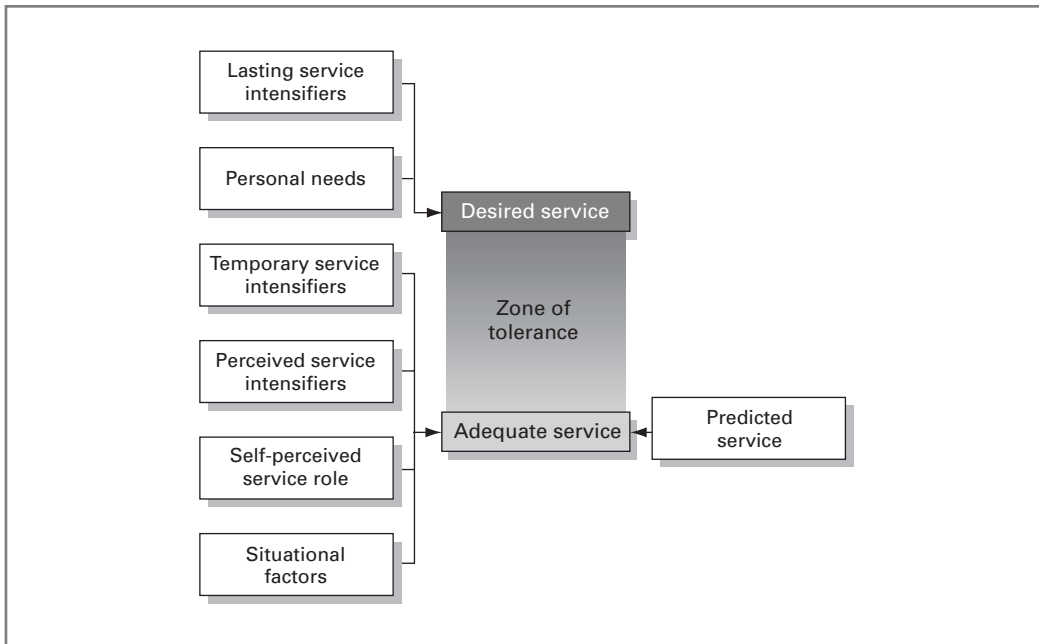 Lasting service
intensifiers
Personal needs
Desired service
Temporary service
intensifiers
Zone of
tolerance
Perceived service
intensifiers
Adequate service
Predicted
service
Self-perceived
service role
Situational
factors